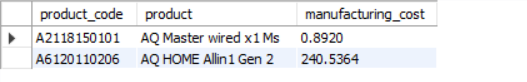 product_code product manufacturing_cost
A2118150101 AQ Master wired x1 Ms 0.8920
A6120110206 AQ HOME Allin1 Gen 2 240.5364